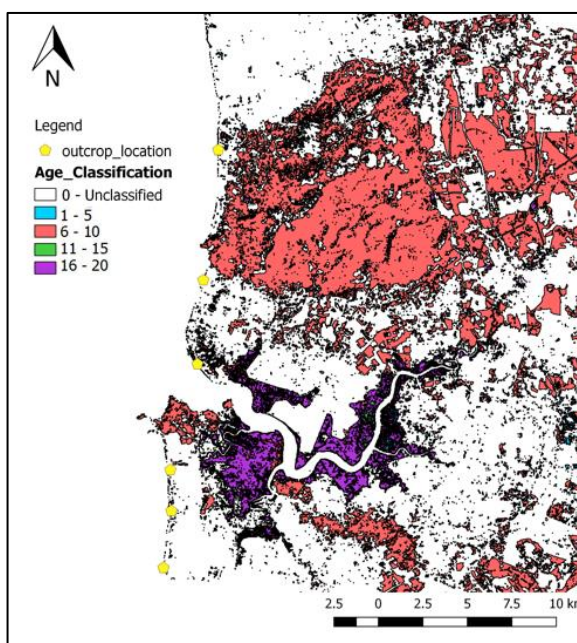 N
Legend
outcrop_location
Age_Classification
0 - Unclassified
1 - 5
6 - 10
11 - 15
16 - 20
2.5 0 2.5 5 7.5 10 km